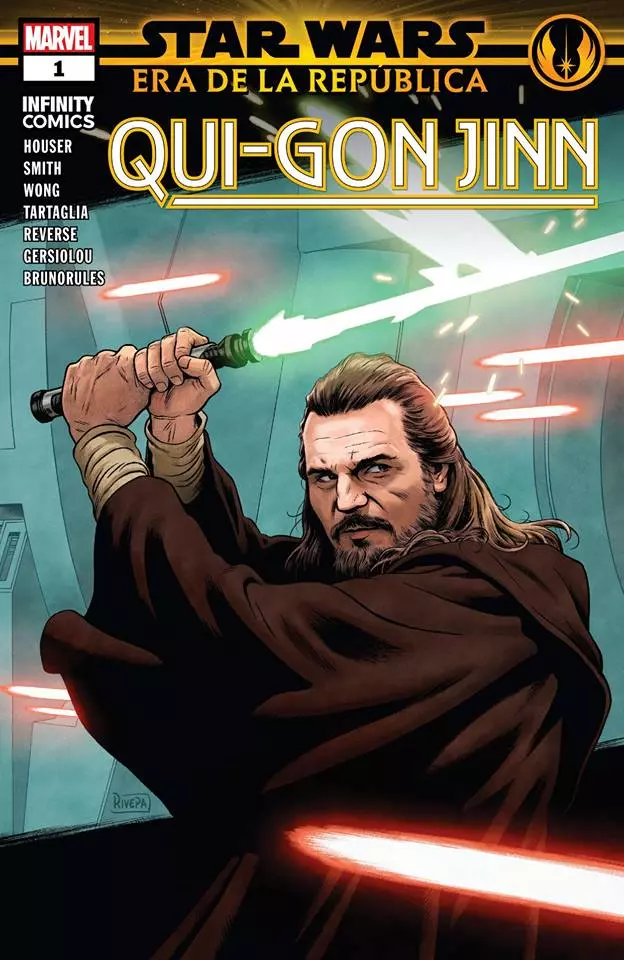 MARVEL
1
STAR WARS
ERA DE LA REPÚBLICA
INFINITY
COMICS
HOUSER
SMITH
WONG
TARTAGLIA
REVERSE
GERSIOLOU
BRUNORULES
QUI-GON JINN
RIVERA